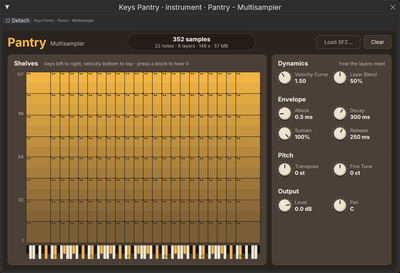 Keys Pantry · instrument · Pantry - Multisampler
Detach Keys Pantry · Pantry · Multisampler
Pantry Multisampler
352 samples
22 notes · 8 layers · 148 s · 57 MB
Load SFZ...
Clear
Shelves keys left to right, velocity bottom to top · press a block to hear it
127
96
64
32
1
Dynamics how the layers meet
Velocity Curve
1.50
Layer Blend
50%
Envelope
Attack
0.5 ms
Decay
300 ms
Sustain
100%
Release
250 ms
Pitch
Transpose
0 st
Fine Tune
0 ct
Output
Level
0.0 dB
Pan
C